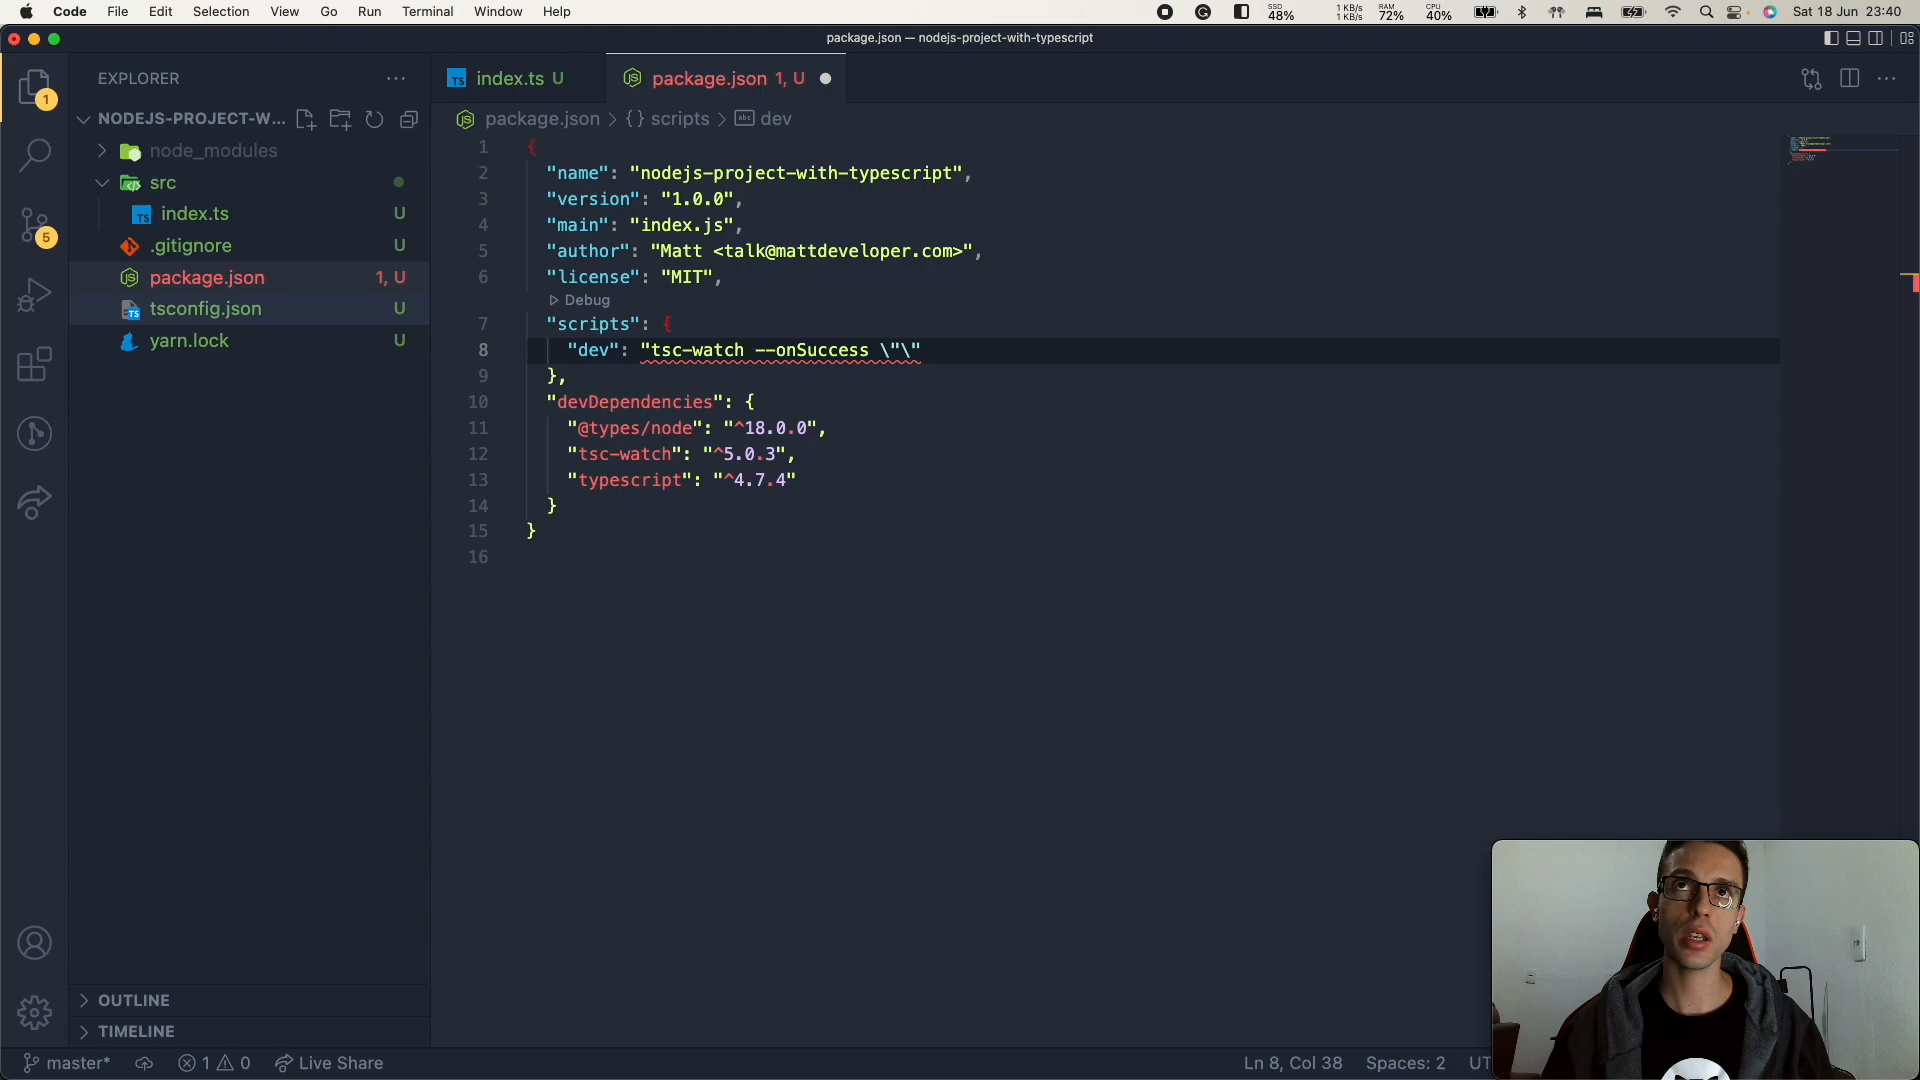 Code File Edit Selection View Go Run Terminal Window Help
SSD 48% 1 KB/s 1 KB/s RAM 72% CPU 40% Sat 18 Jun 23:40
package.json — nodejs-project-with-typescript
EXPLORER
index.ts U
package.json 1, U
NODEJS-PROJECT-W...
package.json > {} scripts > abc dev
node_modules
src
index.ts U
.gitignore U
package.json 1, U
tsconfig.json U
yarn.lock U
1
5
1 {
2 "name": "nodejs-project-with-typescript",
3 "version": "1.0.0",
4 "main": "index.js",
5 "author": "Matt <talk@mattdeveloper.com>",
6 "license": "MIT",
Debug
7 "scripts": {
8 "dev": "tsc-watch --onSuccess \"\"
9 },
10 "devDependencies": {
11 "@types/node": "^18.0.0",
12 "tsc-watch": "^5.0.3",
13 "typescript": "^4.7.4"
14 }
15 }
16
OUTLINE
TIMELINE
master* 1 0 Live Share Ln 8, Col 38 Spaces: 2 UT